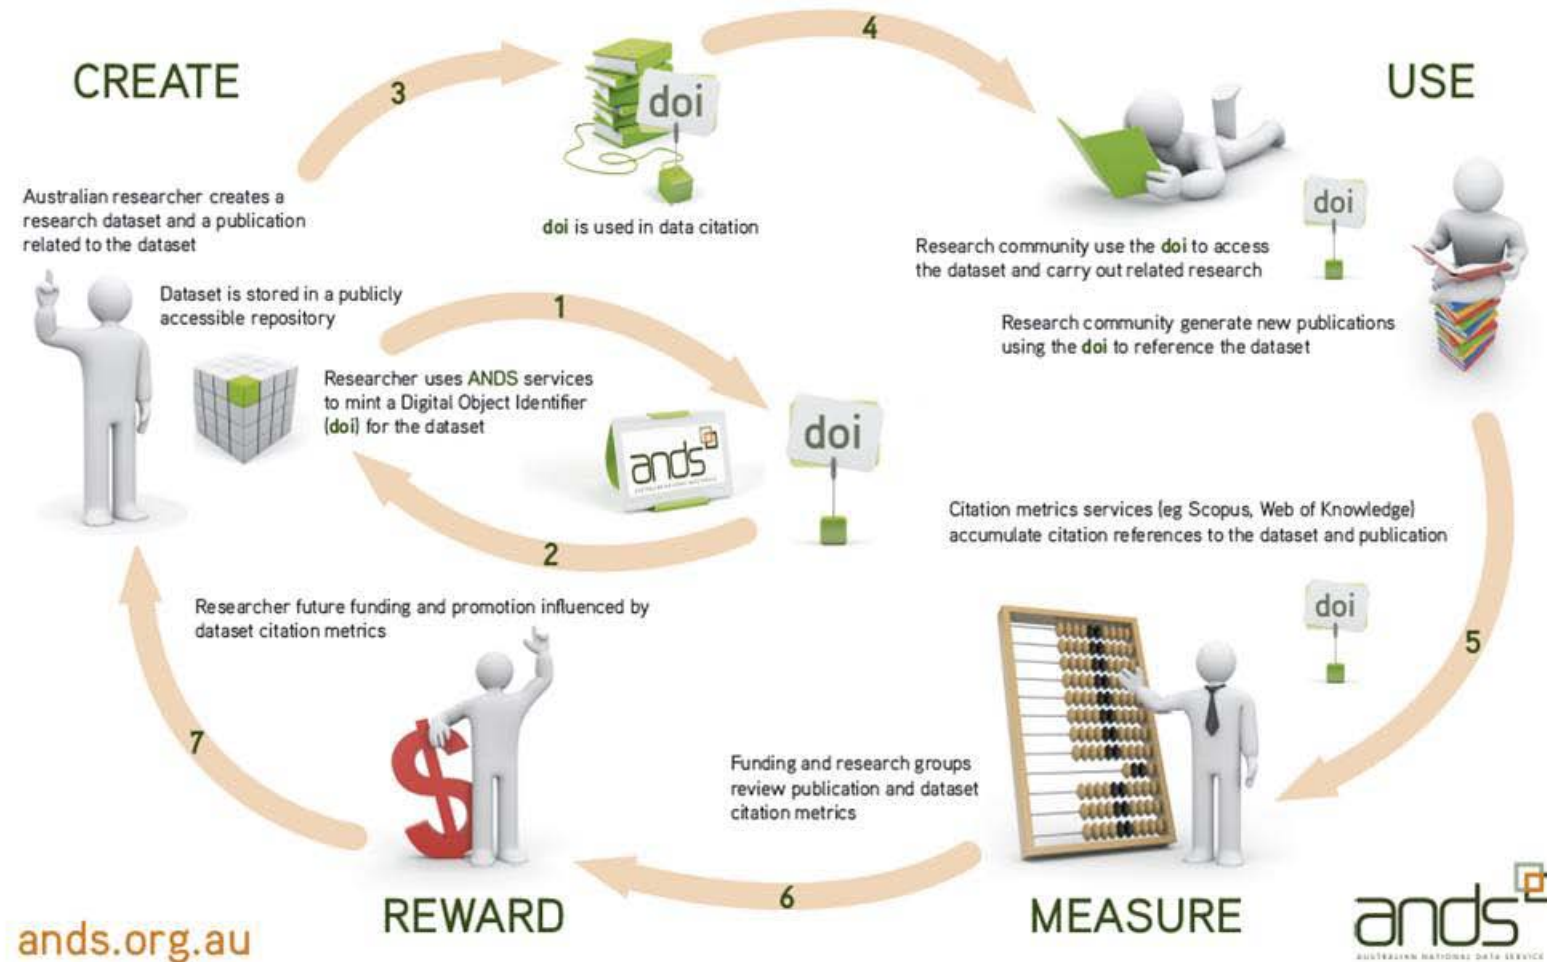 CREATE
3
4
USE
doi
doi is used in data citation
Australian researcher creates a
research dataset and a publication
related to the dataset
Dataset is stored in a publicly
accessible repository
1
Researcher uses ANDS services
to mint a Digital Object Identifier
(doi) for the dataset
ands
doi
2
doi
Research community use the doi to access
the dataset and carry out related research
Research community generate new publications
using the doi to reference the dataset
Citation metrics services (eg Scopus, Web of Knowledge)
accumulate citation references to the dataset and publication
doi
5
Researcher future funding and promotion influenced by
dataset citation metrics
7
Funding and research groups
review publication and dataset
citation metrics
6
REWARD
MEASURE
ands.org.au
ands
AUSTRALIAN NATIONAL DATA SERVICE